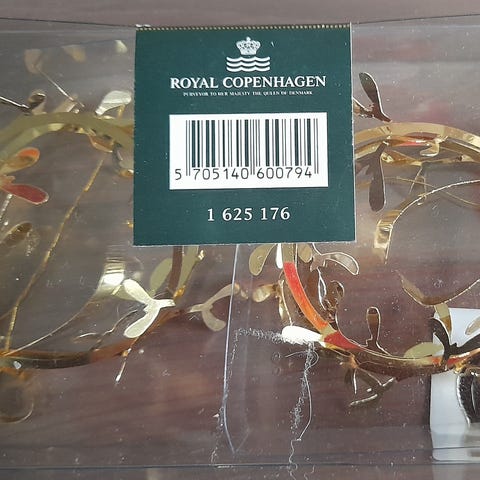 ROYAL COPENHAGEN
PURVEYOR TO HER MAJESTY THE QUEEN OF DENMARK
5 705140 600794
1 625 176